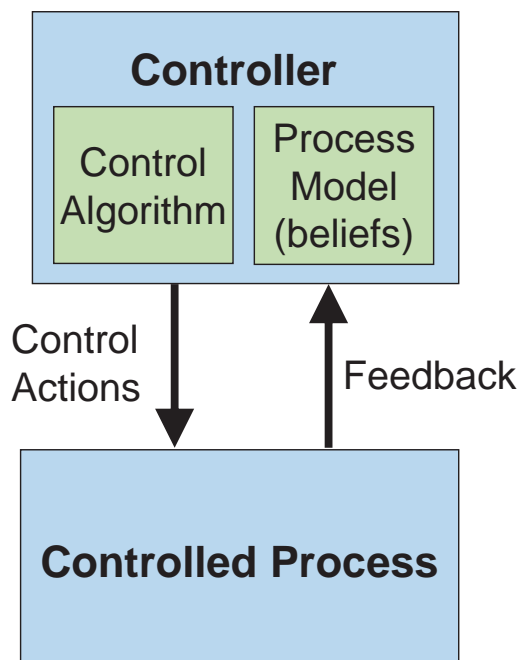 Controller
Control
Algorithm
Process
Model
(beliefs)
Control
Actions
Feedback
Controlled Process